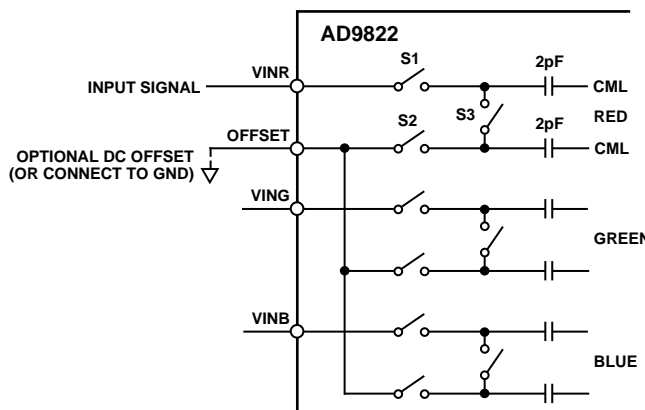 AD9822
S1
2pF
VINR
INPUT SIGNAL
CML
RED
S3
S2
2pF
OFFSET
CML
OPTIONAL DC OFFSET
(OR CONNECT TO GND)
VING
GREEN
VINB
BLUE